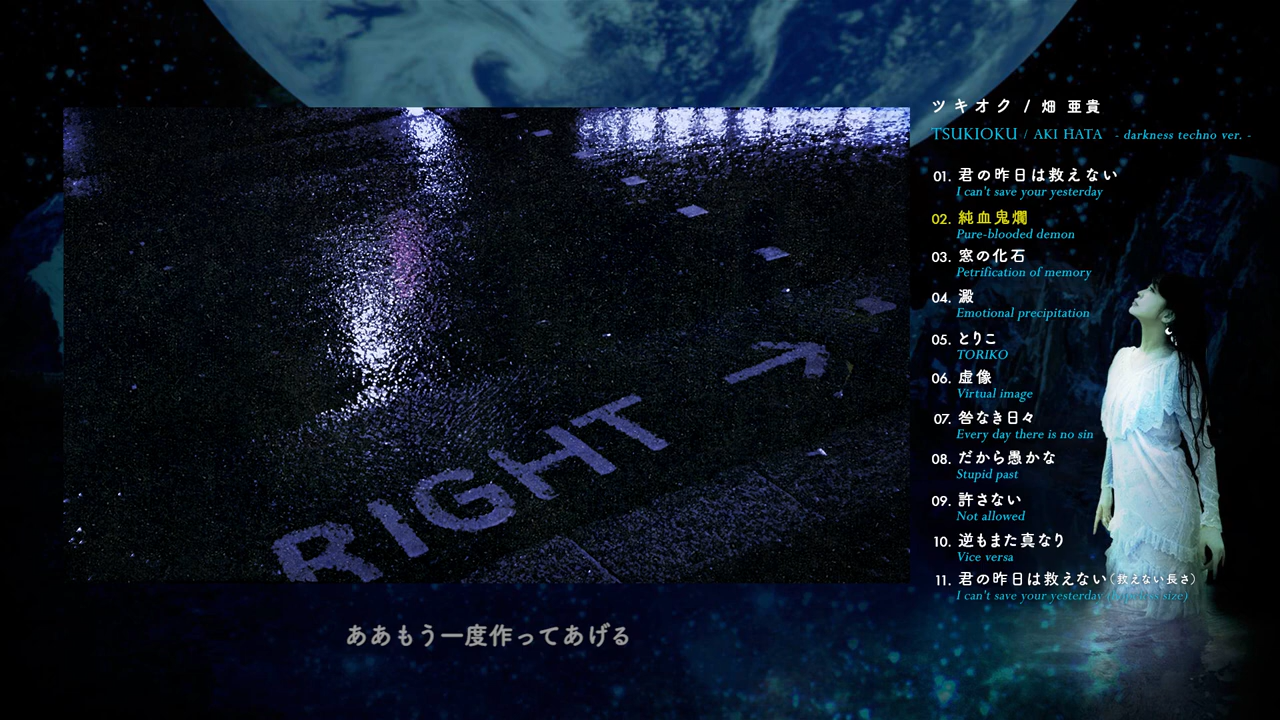 ツキオク / 畑 亜貴
TSUKIOKU / AKI HATA - darkness techno ver. -
01. 君の昨日は救えない
I can't save your yesterday
02. 純血鬼爛
Pure-blooded demon
03. 窓の化石
Petrification of memory
04. 澱
Emotional precipitation
05. とりこ
TORIKO
06. 虚像
Virtual image
07. 咎なき日々
Every day there is no sin
08. だから愚かな
Stupid past
09. 許さない
Not allowed
10. 逆もまた真なり
Vice versa
11. 君の昨日は救えない(救えない長さ)
I can't save your yesterday
RIGHT
ああもう一度作ってあげる